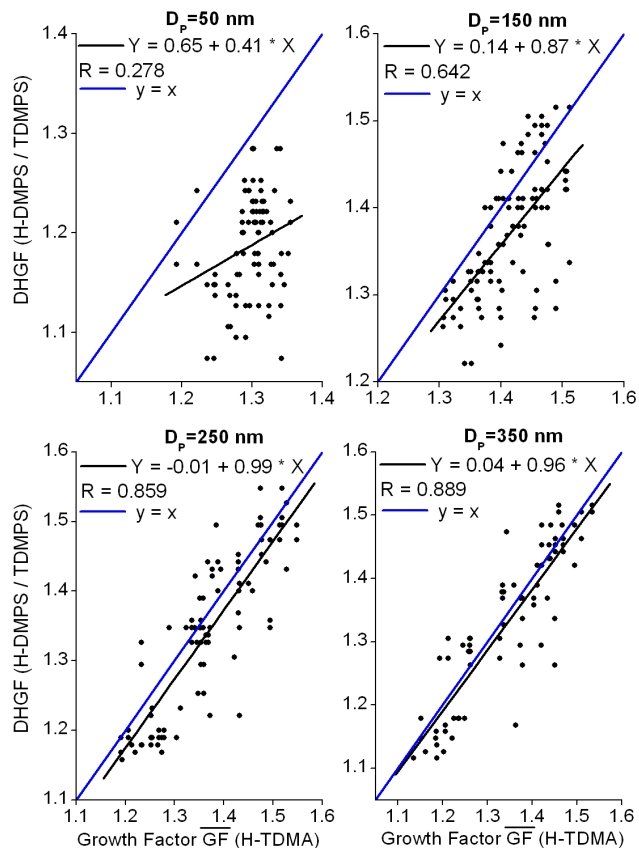 D_P=50 nm
Y = 0.65 + 0.41 * X
R = 0.278
y = x
1.4
1.3
1.2
1.1
1.1 1.2 1.3 1.4
DHGF (H-DMPS / TDMPS)
D_P=150 nm
Y = 0.14 + 0.87 * X
R = 0.642
y = x
1.6
1.5
1.4
1.3
1.2
1.2 1.3 1.4 1.5 1.6
D_P=250 nm
Y = -0.01 + 0.99 * X
R = 0.859
y = x
1.6
1.5
1.4
1.3
1.2
1.1
1.1 1.2 1.3 1.4 1.5 1.6
DHGF (H-DMPS / TDMPS)
Growth Factor GF (H-TDMA)
D_P=350 nm
Y = 0.04 + 0.96 * X
R = 0.889
y = x
1.6
1.5
1.4
1.3
1.2
1.1
1.1 1.2 1.3 1.4 1.5 1.6
Growth Factor GF (H-TDMA)